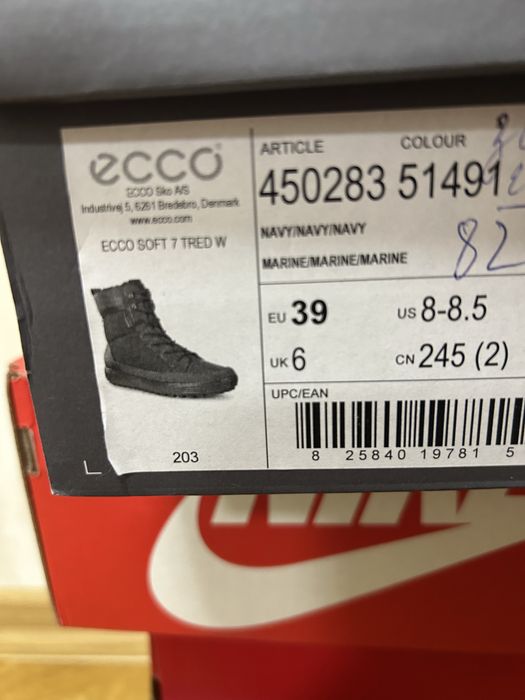 ecco
ECCO Sko A/S
Industrivej 5, 6261 Bredebro, Denmark
www.ecco.com
ECCO SOFT 7 TRED W
203
ARTICLE COLOUR
450283 51491
NAVY/NAVY/NAVY
MARINE/MARINE/MARINE
82
EU 39 US 8-8.5
UK 6 CN 245 (2)
UPC/EAN
8 25840 19781 5
NIKE